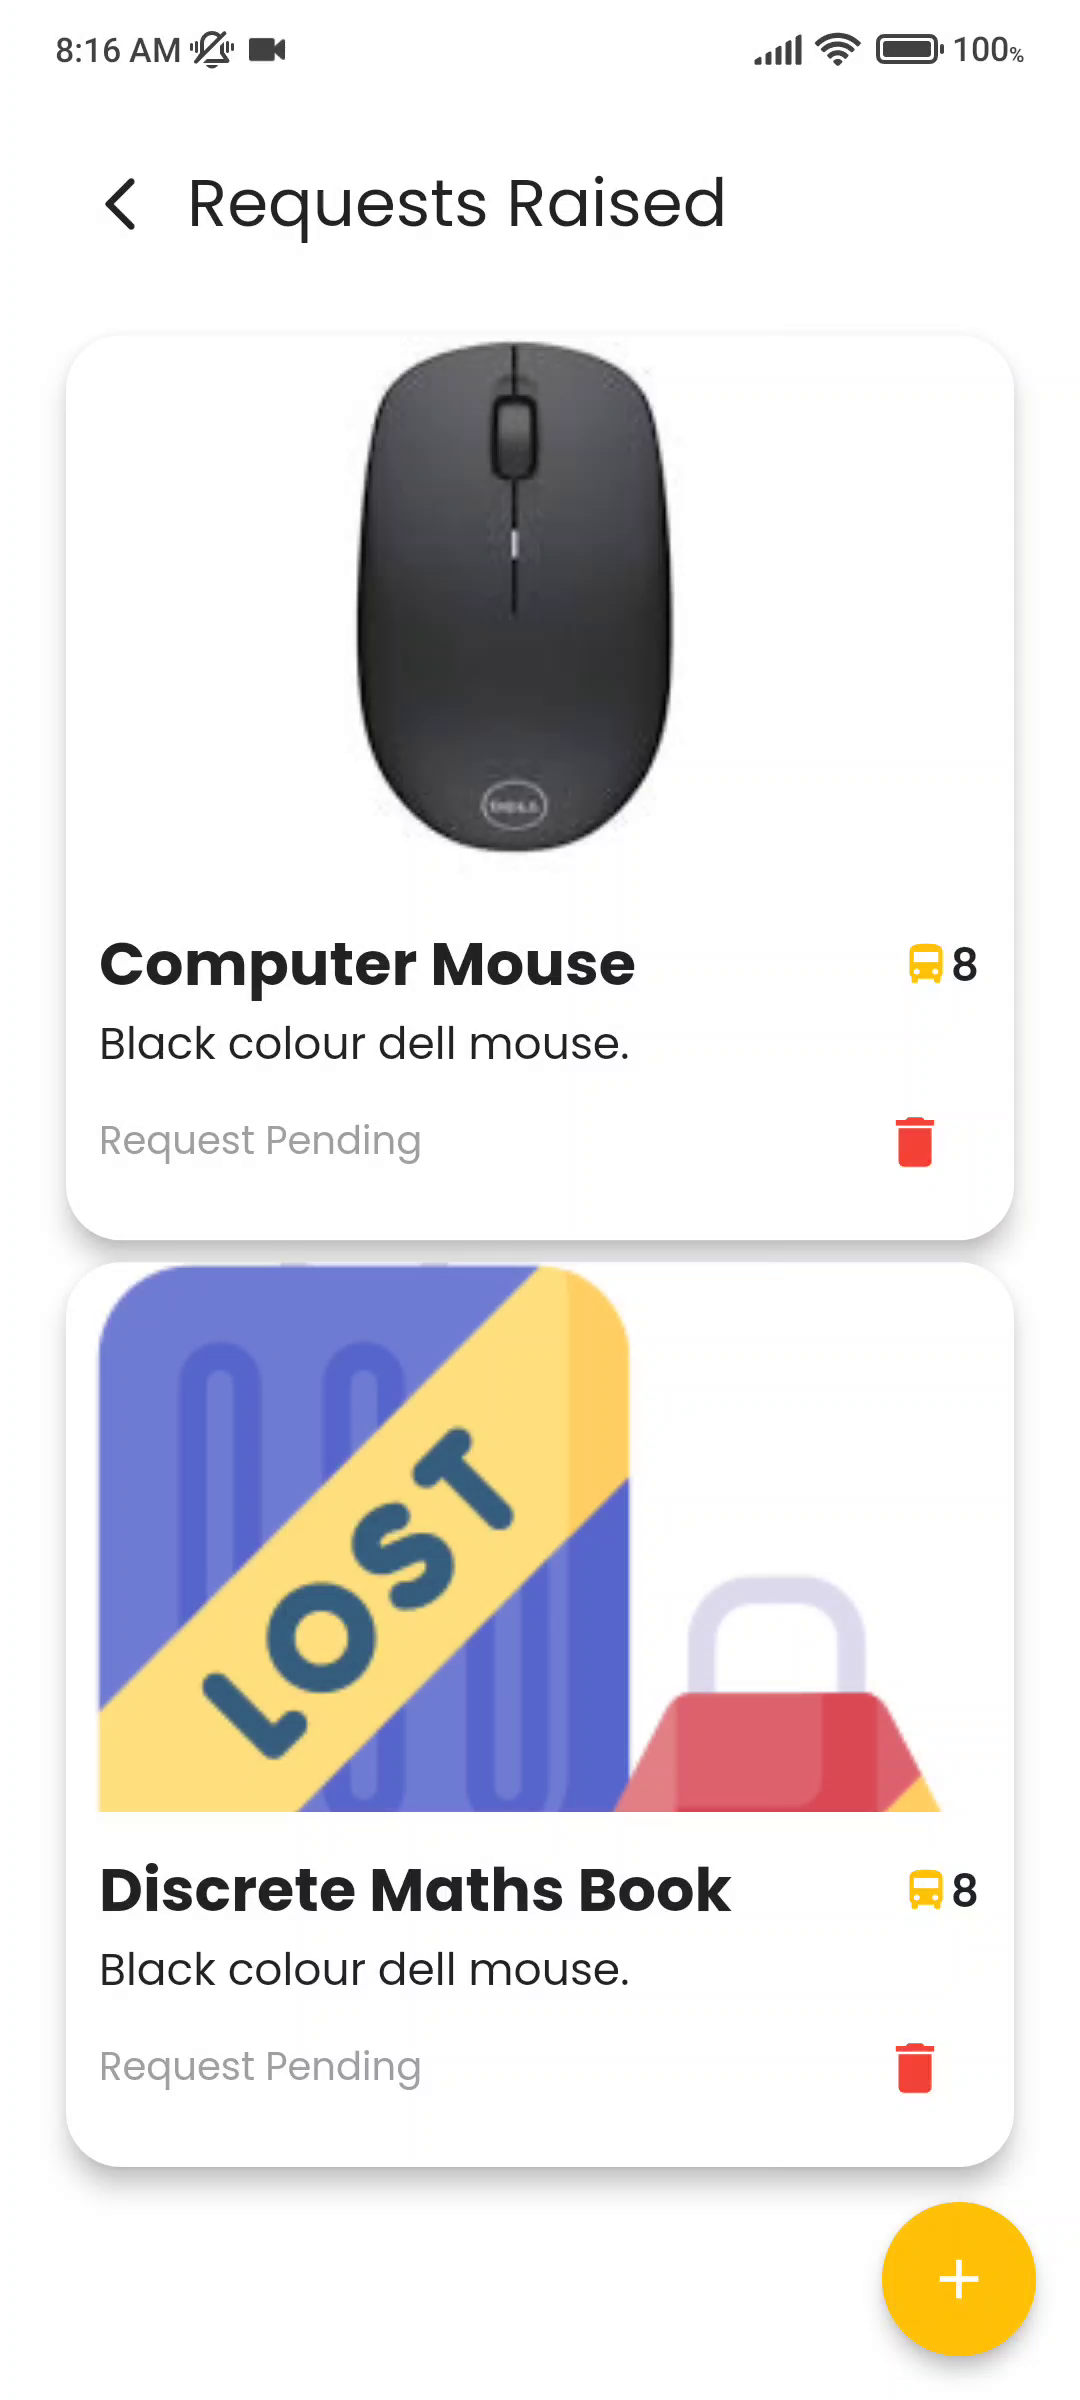 8:16 AM 100%
Requests Raised
DELL
Computer Mouse 8
Black colour dell mouse.
Request Pending
LOST
Discrete Maths Book 8
Black colour dell mouse.
Request Pending